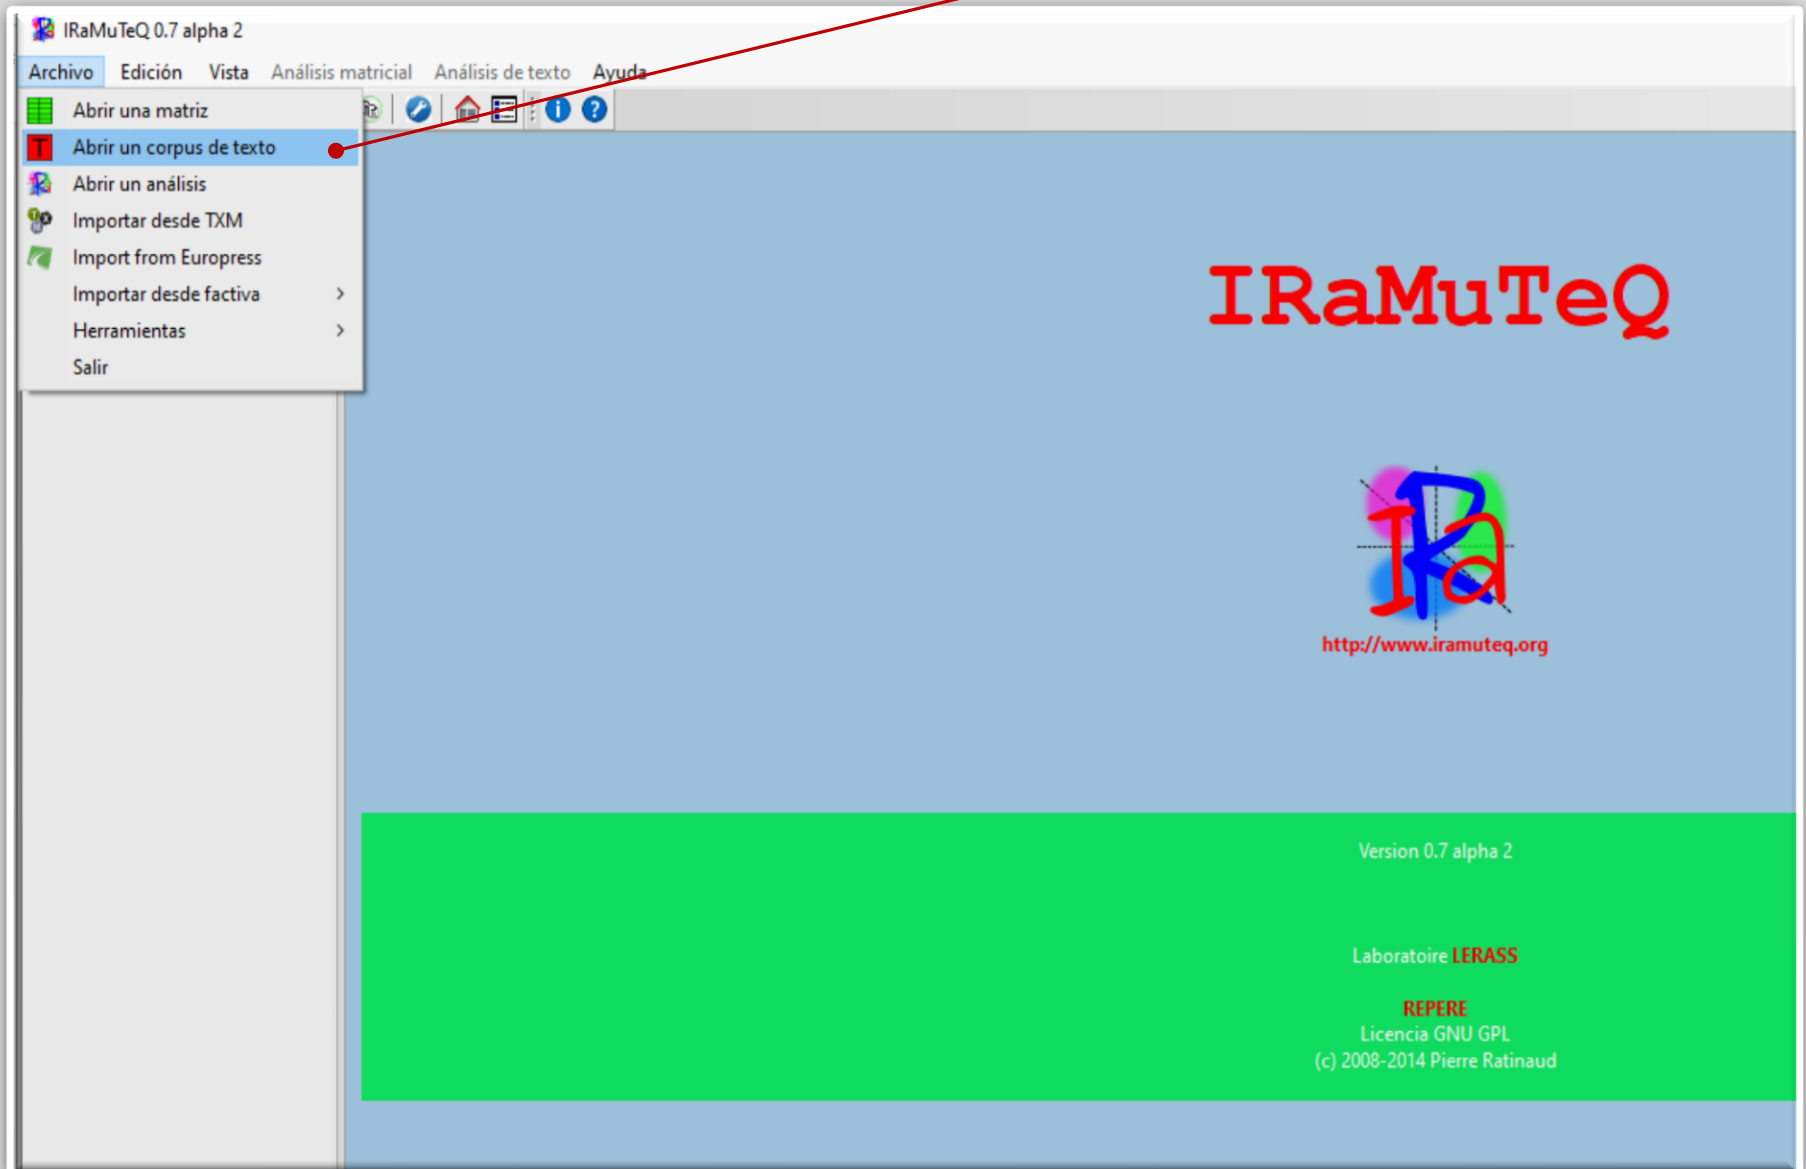 IRaMuTeQ 0.7 alpha 2
Archivo Edición Vista Análisis matricial Análisis de texto Ayuda
Abrir una matriz
T Abrir un corpus de texto
Abrir un análisis
Importar desde TXM
Import from Europress
Importar desde factiva
Herramientas
Salir
IRaMuTeQ
IRa
http://www.iramuteq.org
Version 0.7 alpha 2
Laboratoire LERASS
REPERE
Licencia GNU GPL
(c) 2008-2014 Pierre Ratinaud